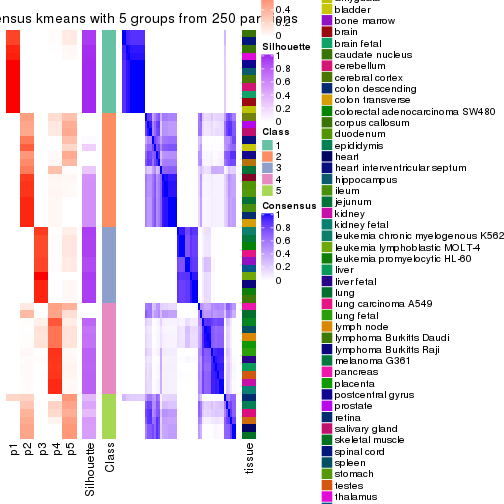 ensus kmeans with 5 groups from 250 par
ons
0.4
0.2
0
Silhouette
1
0.8
0.6
0.4
0.2
0
Class
1
2
3
4
5
Consensus
1
0.8
0.6
0.4
0.2
0
p1
p2
p3
p4
p5
Silhouette
Class
tissue
bladder
bone marrow
brain
brain fetal
caudate nucleus
cerebellum
cerebral cortex
colon descending
colon transverse
colorectal adenocarcinoma SW480
corpus callosum
duodenum
epididymis
heart
heart interventricular septum
hippocampus
ileum
jejunum
kidney
kidney fetal
leukemia chronic myelogenous K562
leukemia lymphoblastic MOLT-4
leukemia promyelocytic HL-60
liver
liver fetal
lung
lung carcinoma A549
lung fetal
lymph node
lymphoma Burkitts Daudi
lymphoma Burkitts Raji
melanoma G361
pancreas
placenta
postcentral gyrus
prostate
retina
salivary gland
skeletal muscle
spinal cord
spleen
stomach
testes
thalamus